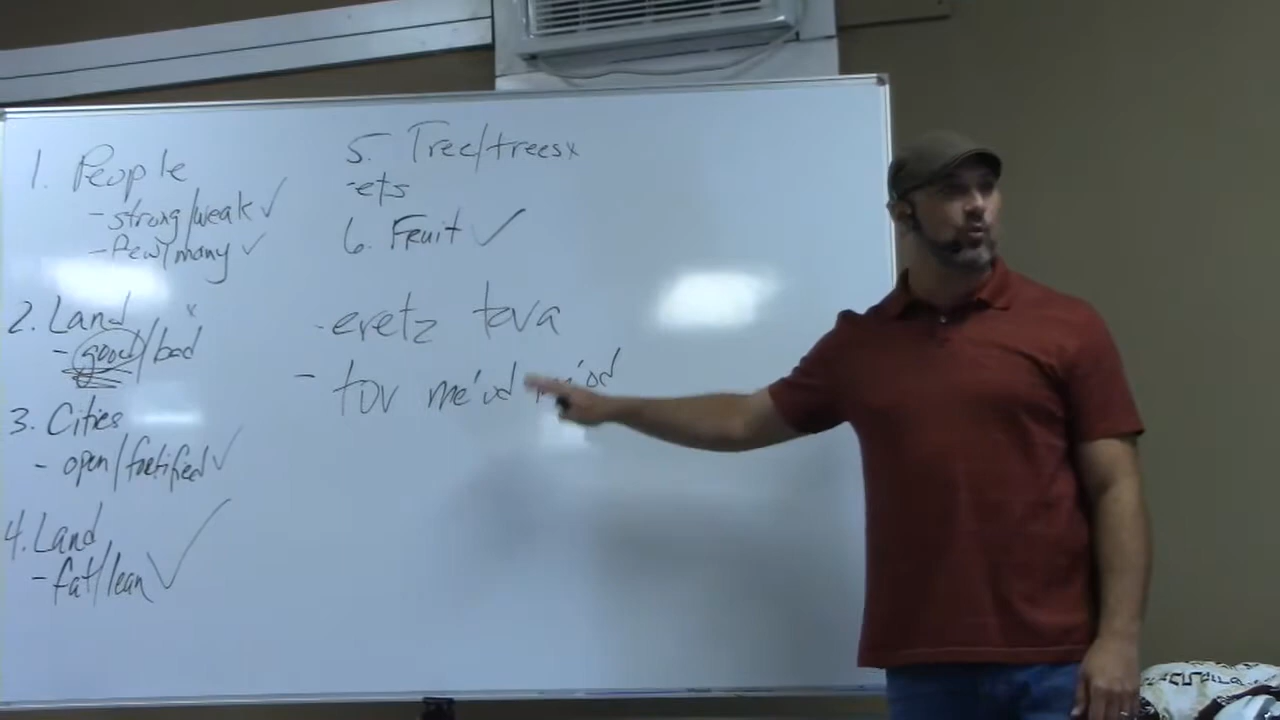 1. People
- strong/weak ✓
- few/many ✓
2. Land x
- good/bad
3. Cities
- open/fortified ✓
4. Land
- fat/lean ✓
5. Tree/trees x
-ets
6. Fruit ✓
- eretz tova
- tov me'od me'od